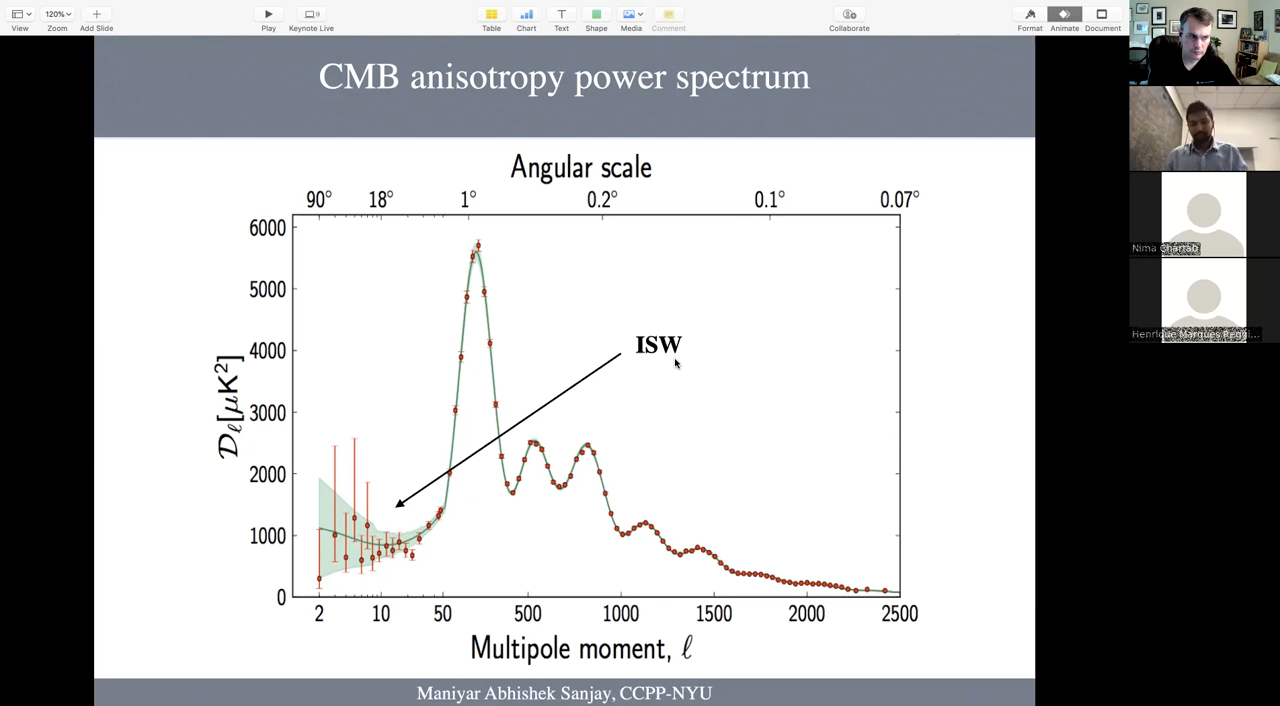 120%
View
Zoom
Add Slide
Play
Keynote Live
Table
Chart
Text
Shape
Media
Comment
Collaborate
Format
Animate
Document
CMB anisotropy power spectrum
Angular scale
90° 18° 1° 0.2° 0.1° 0.07°
6000
5000
4000
3000
2000
1000
0
𝒟ℓ[μK²]
ISW
2 10 50 500 1000 1500 2000 2500
Multipole moment, ℓ
Maniyar Abhishek Sanjay, CCPP-NYU
Nima Chartab
Henrique Marques Reggi...